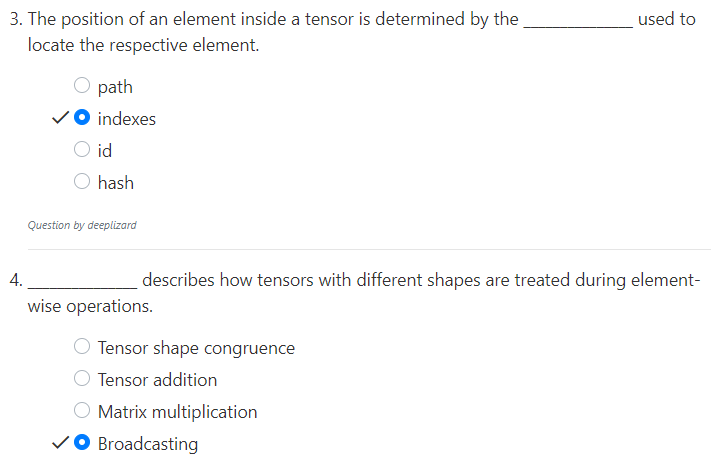 3. The position of an element inside a tensor is determined by the ____________ used to
locate the respective element.
path
indexes
id
hash
Question by deeplizard
4. ____________ describes how tensors with different shapes are treated during element-
wise operations.
Tensor shape congruence
Tensor addition
Matrix multiplication
Broadcasting